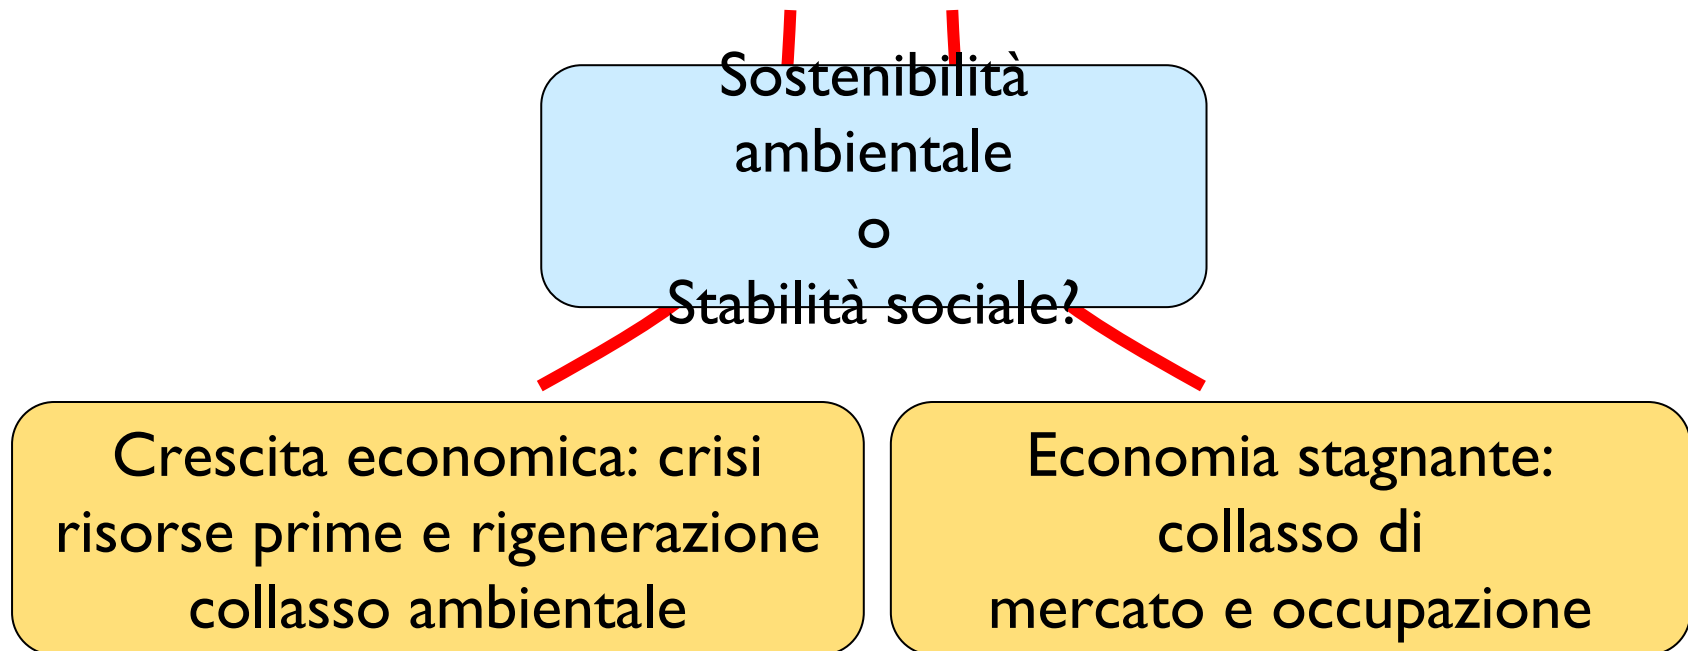 Sostenibilità
ambientale
o
Stabilità sociale?
Crescita economica: crisi
risorse prime e rigenerazione
collasso ambientale
Economia stagnante:
collasso di
mercato e occupazione